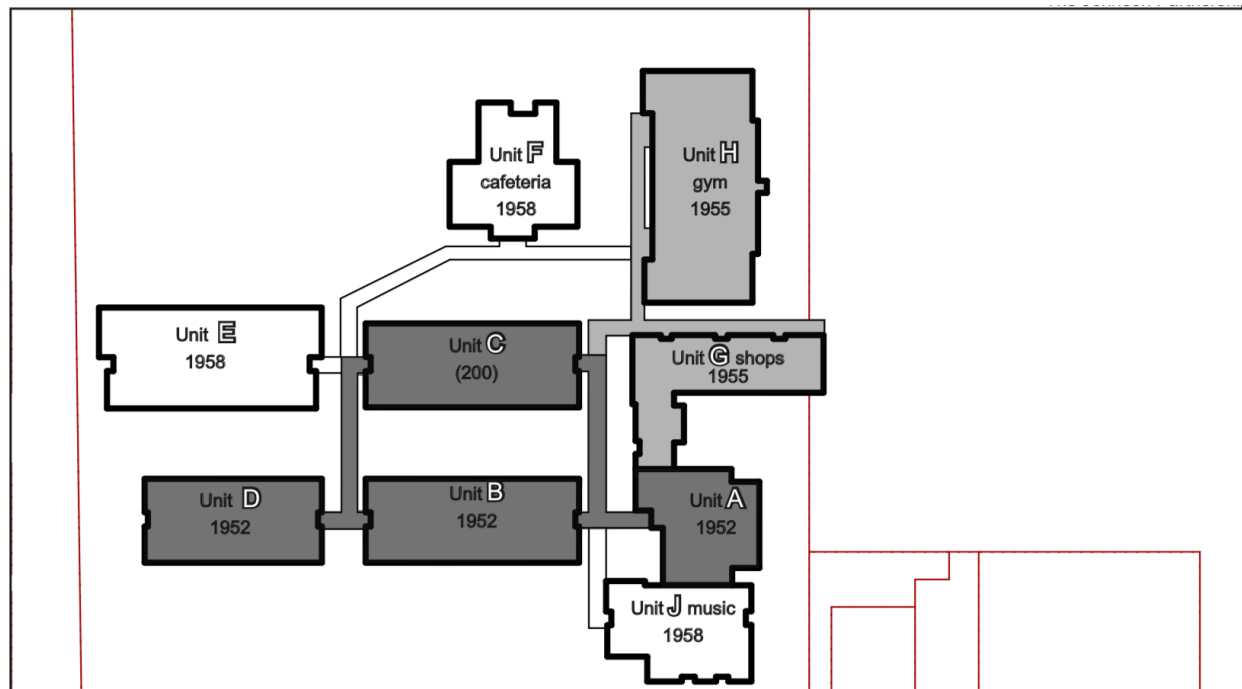 Unit F
cafeteria
1958
Unit H
gym
1955
Unit E
1958
Unit C
(200)
Unit G shops
1955
Unit D
1952
Unit B
1952
Unit A
1952
Unit J music
1958